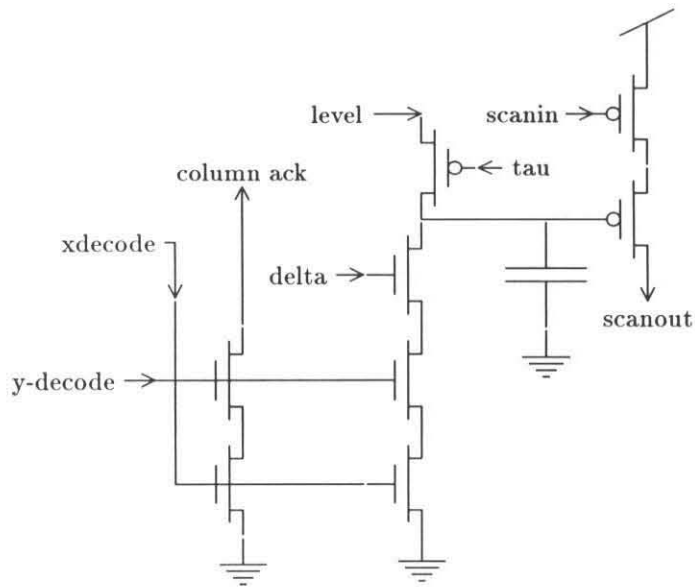 level
scanin
tau
column ack
xdecode
delta
scanout
y-decode